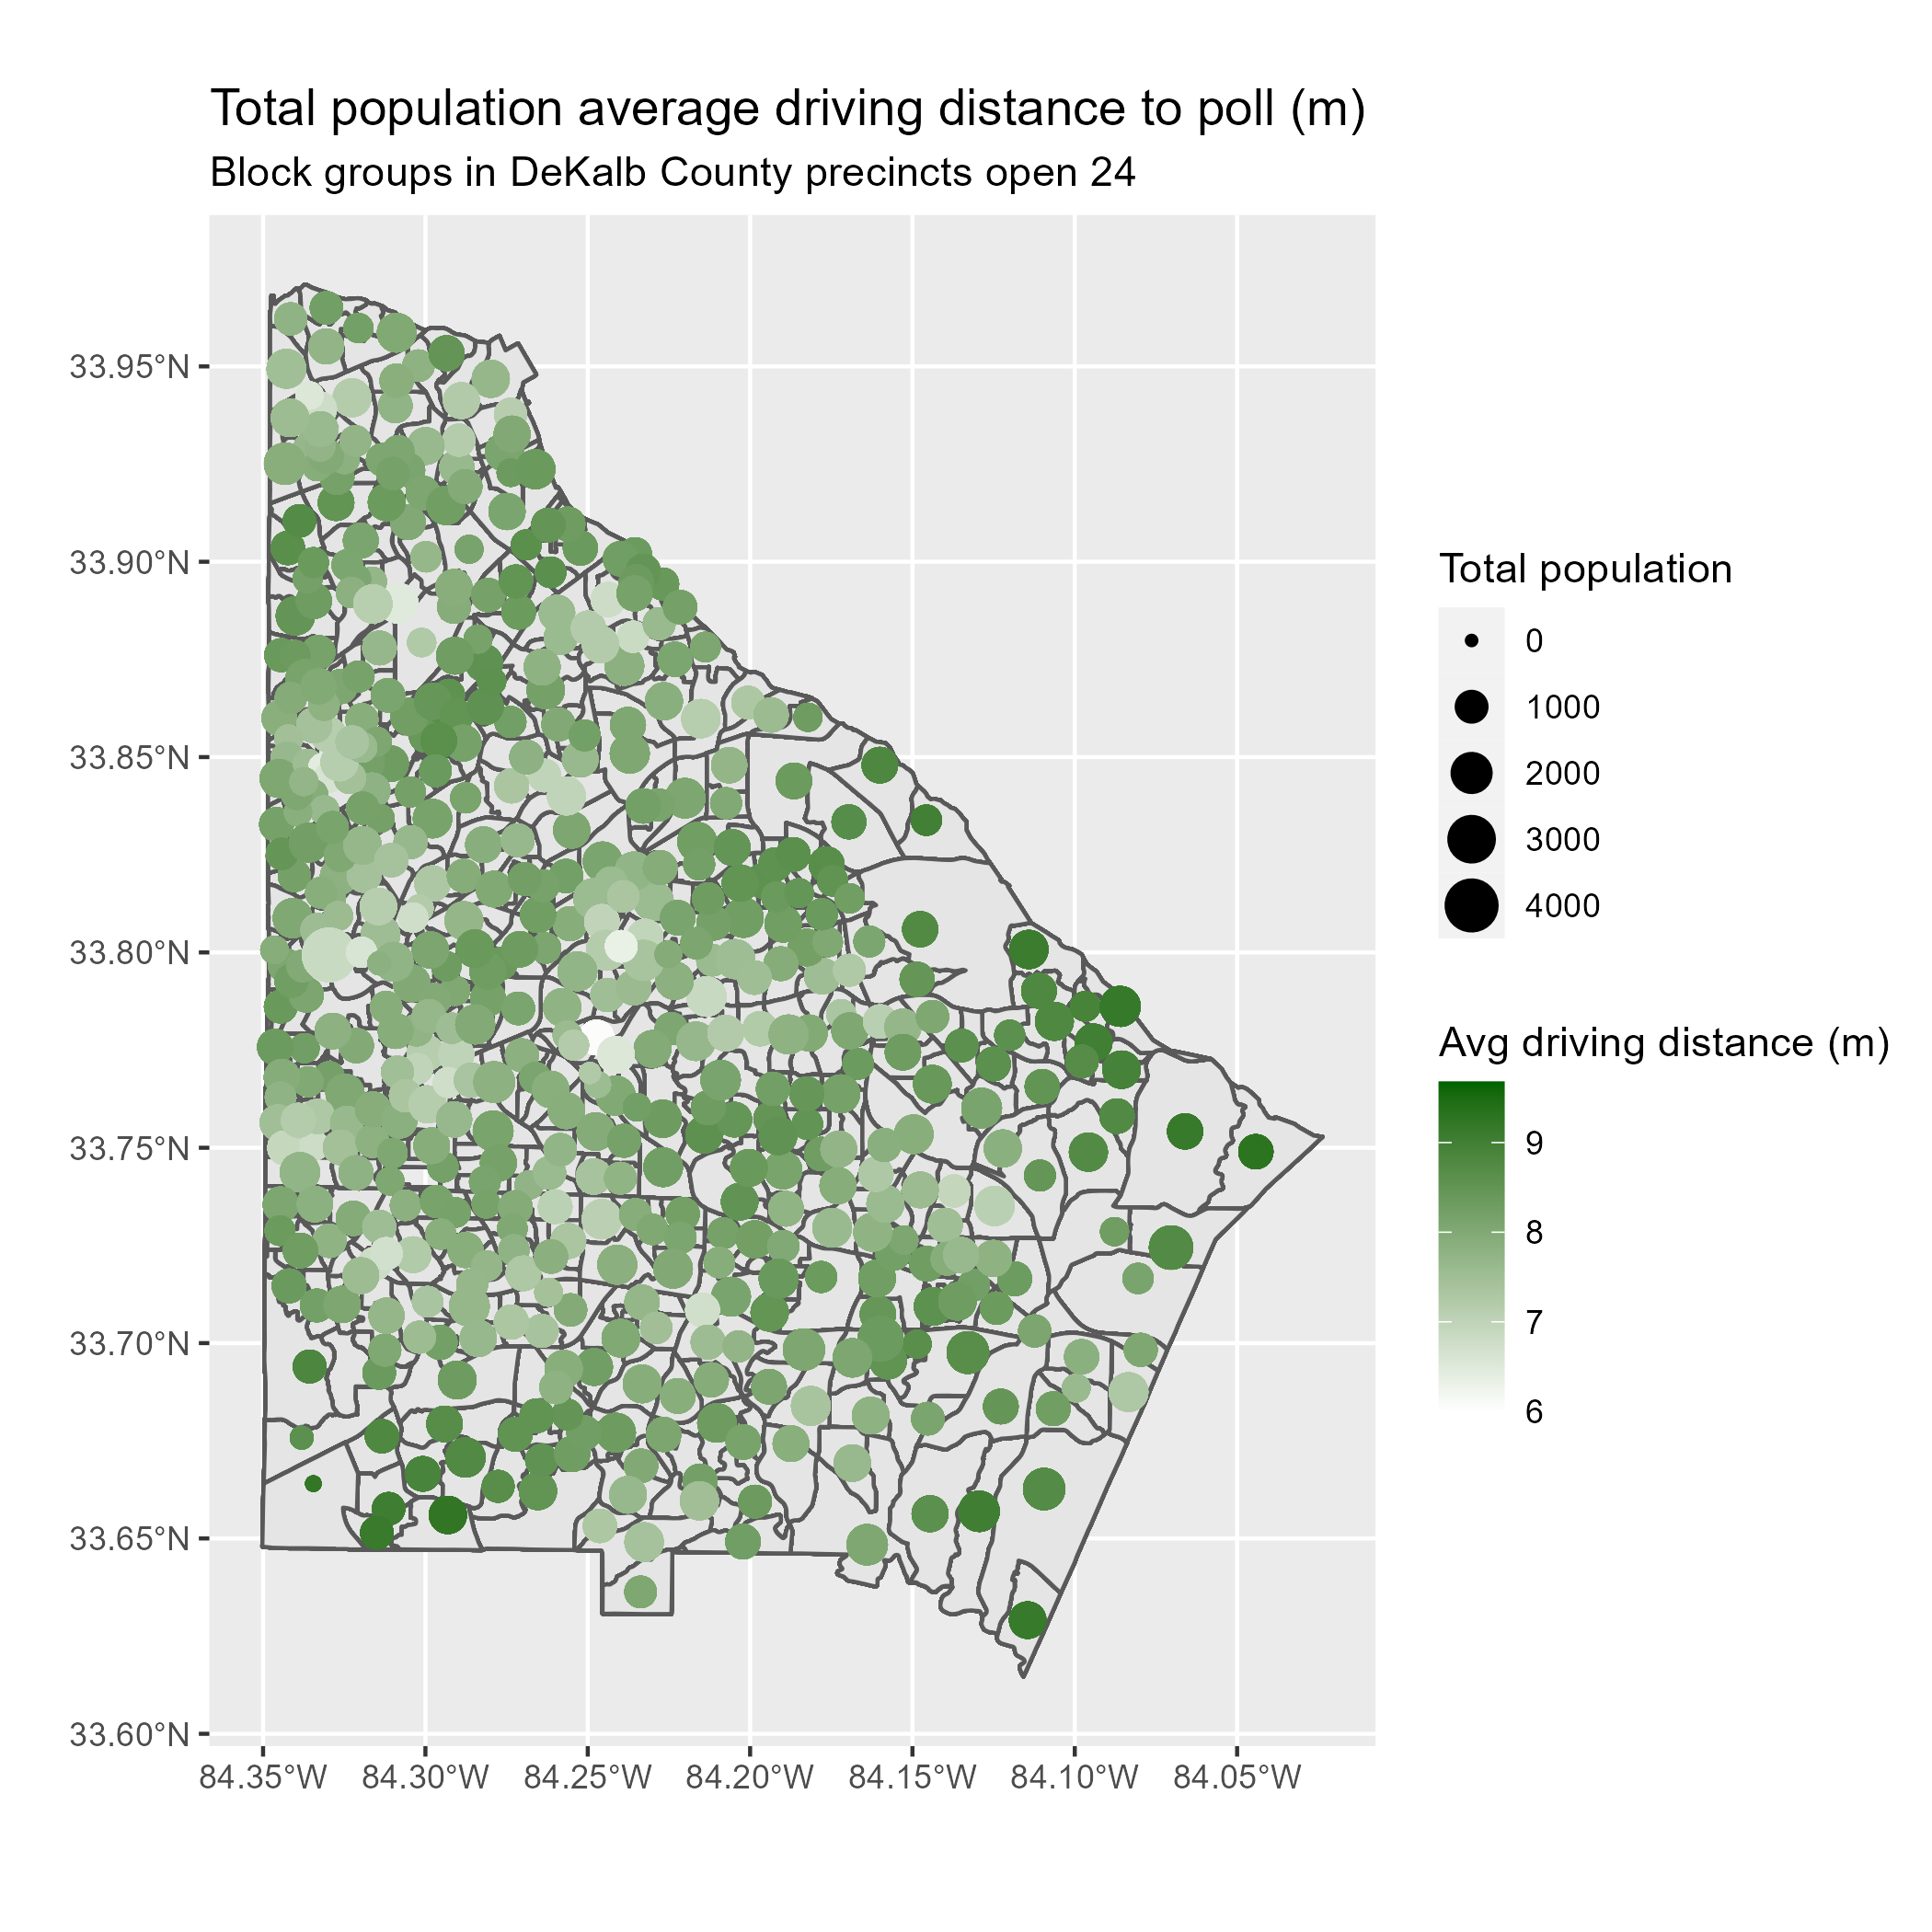 Total population average driving distance to poll (m)
Block groups in DeKalb County precincts open 24
33.95°N
33.90°N
33.85°N
33.80°N
33.75°N
33.70°N
33.65°N
33.60°N
84.35°W 84.30°W 84.25°W 84.20°W 84.15°W 84.10°W 84.05°W
Total population
0
1000
2000
3000
4000
Avg driving distance (m)
9
8
7
6